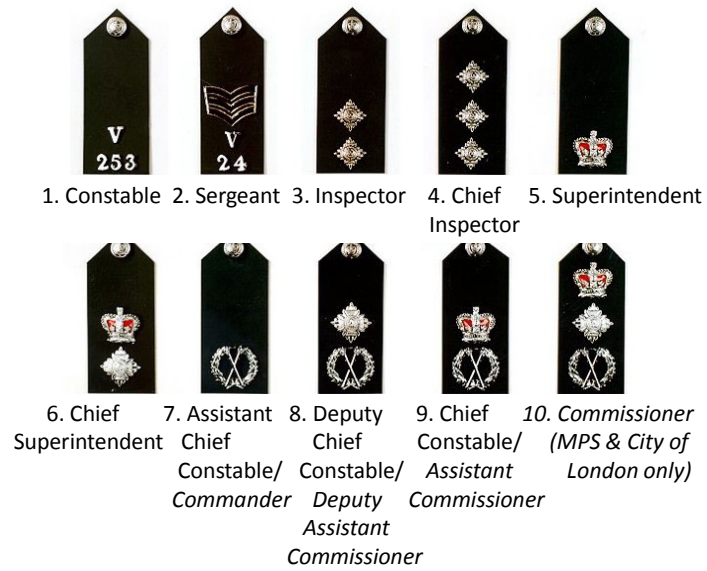 V
253
V
24
1. Constable 2. Sergeant 3. Inspector 4. Chief Inspector 5. Superintendent
6. Chief Superintendent
7. Assistant Chief Constable/ Commander
8. Deputy Chief Constable/ Deputy Assistant Commissioner
9. Chief Constable/ Assistant Commissioner
10. Commissioner (MPS & City of London only)